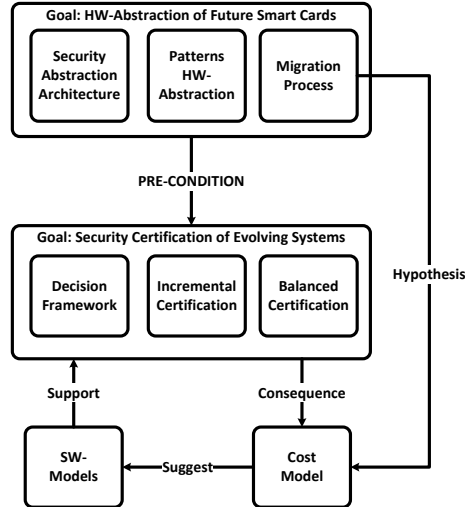 Goal: HW-Abstraction of Future Smart Cards
Security
Abstraction
Architecture
Patterns
HW-
Abstraction
Migration
Process
PRE-CONDITION
Goal: Security Certification of Evolving Systems
Decision
Framework
Incremental
Certification
Balanced
Certification
Hypothesis
Support
Consequence
SW-
Models
Suggest
Cost
Model